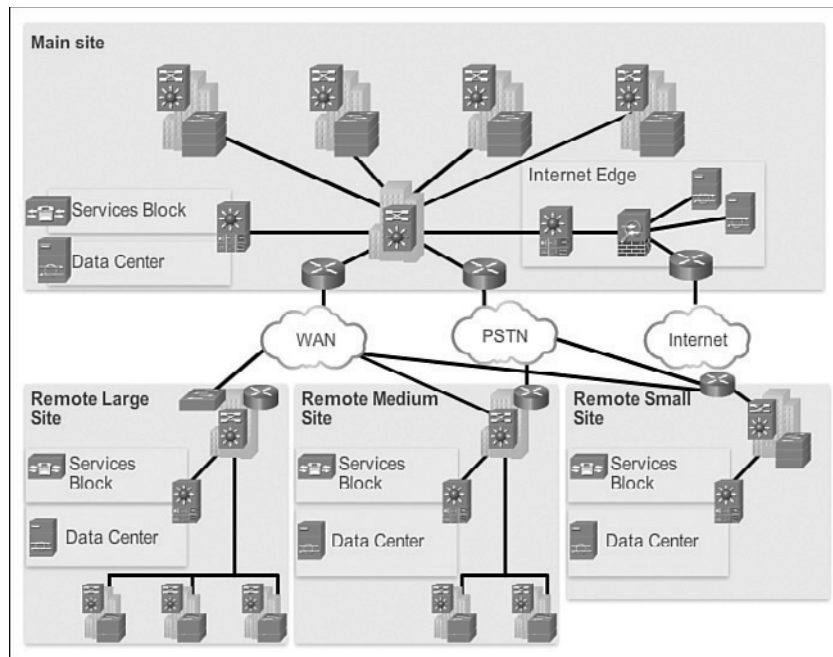 Main site
Internet Edge
Services Block
Data Center
WAN
PSTN
Internet
Remote Large
Site
Services
Block
Data Center
Remote Medium
Site
Services
Block
Data Center
Remote Small
Site
Services
Block
Data Center